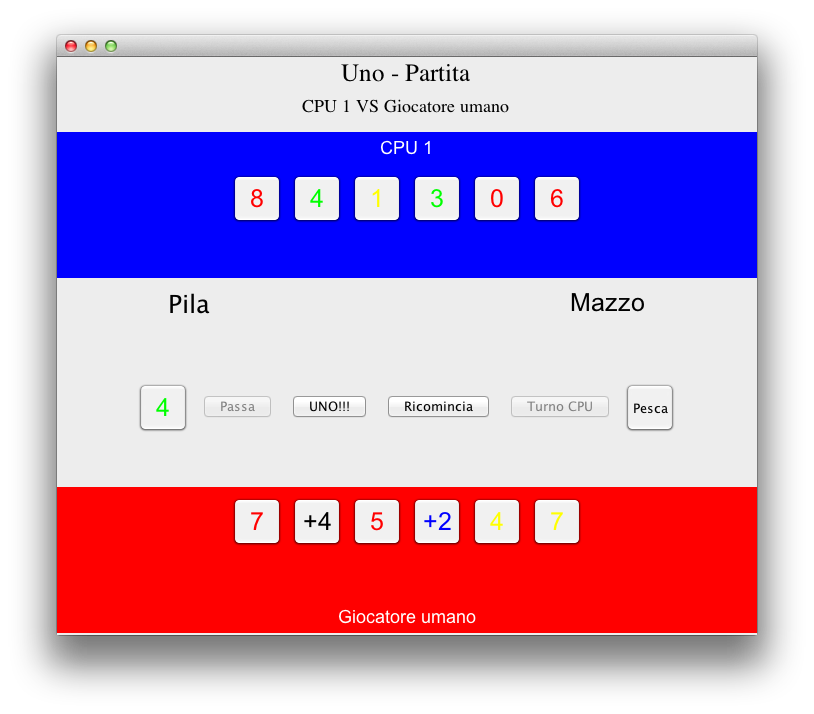 Uno - Partita
CPU 1 VS Giocatore umano
CPU 1
8 4 1 3 0 6
Pila Mazzo
4 Passa UNO!!! Ricomincia Turno CPU Pesca
7 +4 5 +2 4 7
Giocatore umano